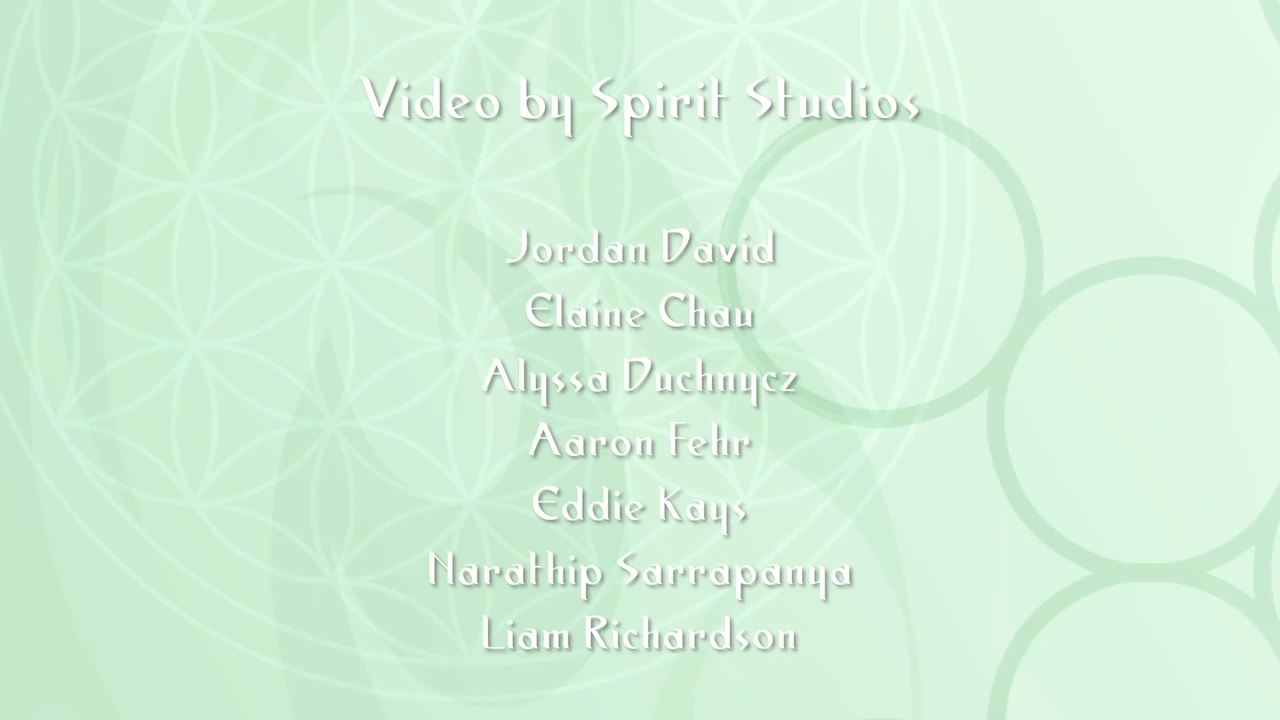 Video by Spirit Studios
Jordan David
Elaine Chau
Alyssa Duchnycz
Aaron Fehr
Eddie Kays
Narathip Sarrapanya
Liam Richardson